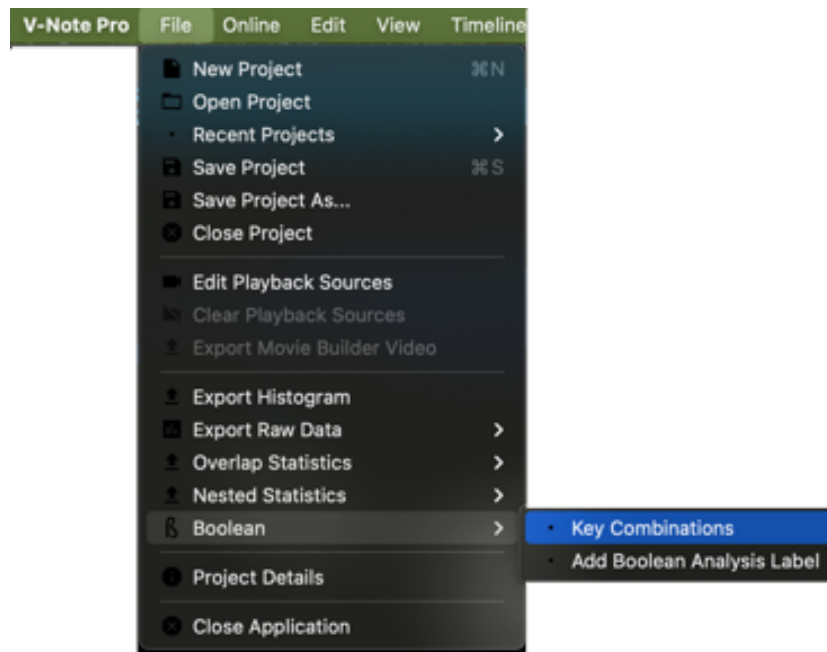 V-Note Pro File Online Edit View Timeline
New Project ⌘N
Open Project
Recent Projects
Save Project ⌘S
Save Project As...
Close Project
Edit Playback Sources
Clear Playback Sources
Export Movie Builder Video
Export Histogram
Export Raw Data
Overlap Statistics
Nested Statistics
Boolean
Key Combinations
Add Boolean Analysis Label
Project Details
Close Application